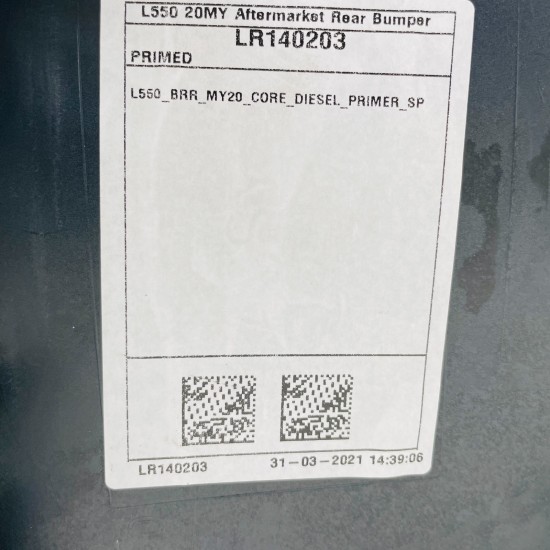 L550 20MY Aftermarket Rear Bumper
LR140203
PRIMED
L550_BRR_MY20_CORE_DIESEL_PRIMER_SP
LR140203 31-03-2021 14:39:06